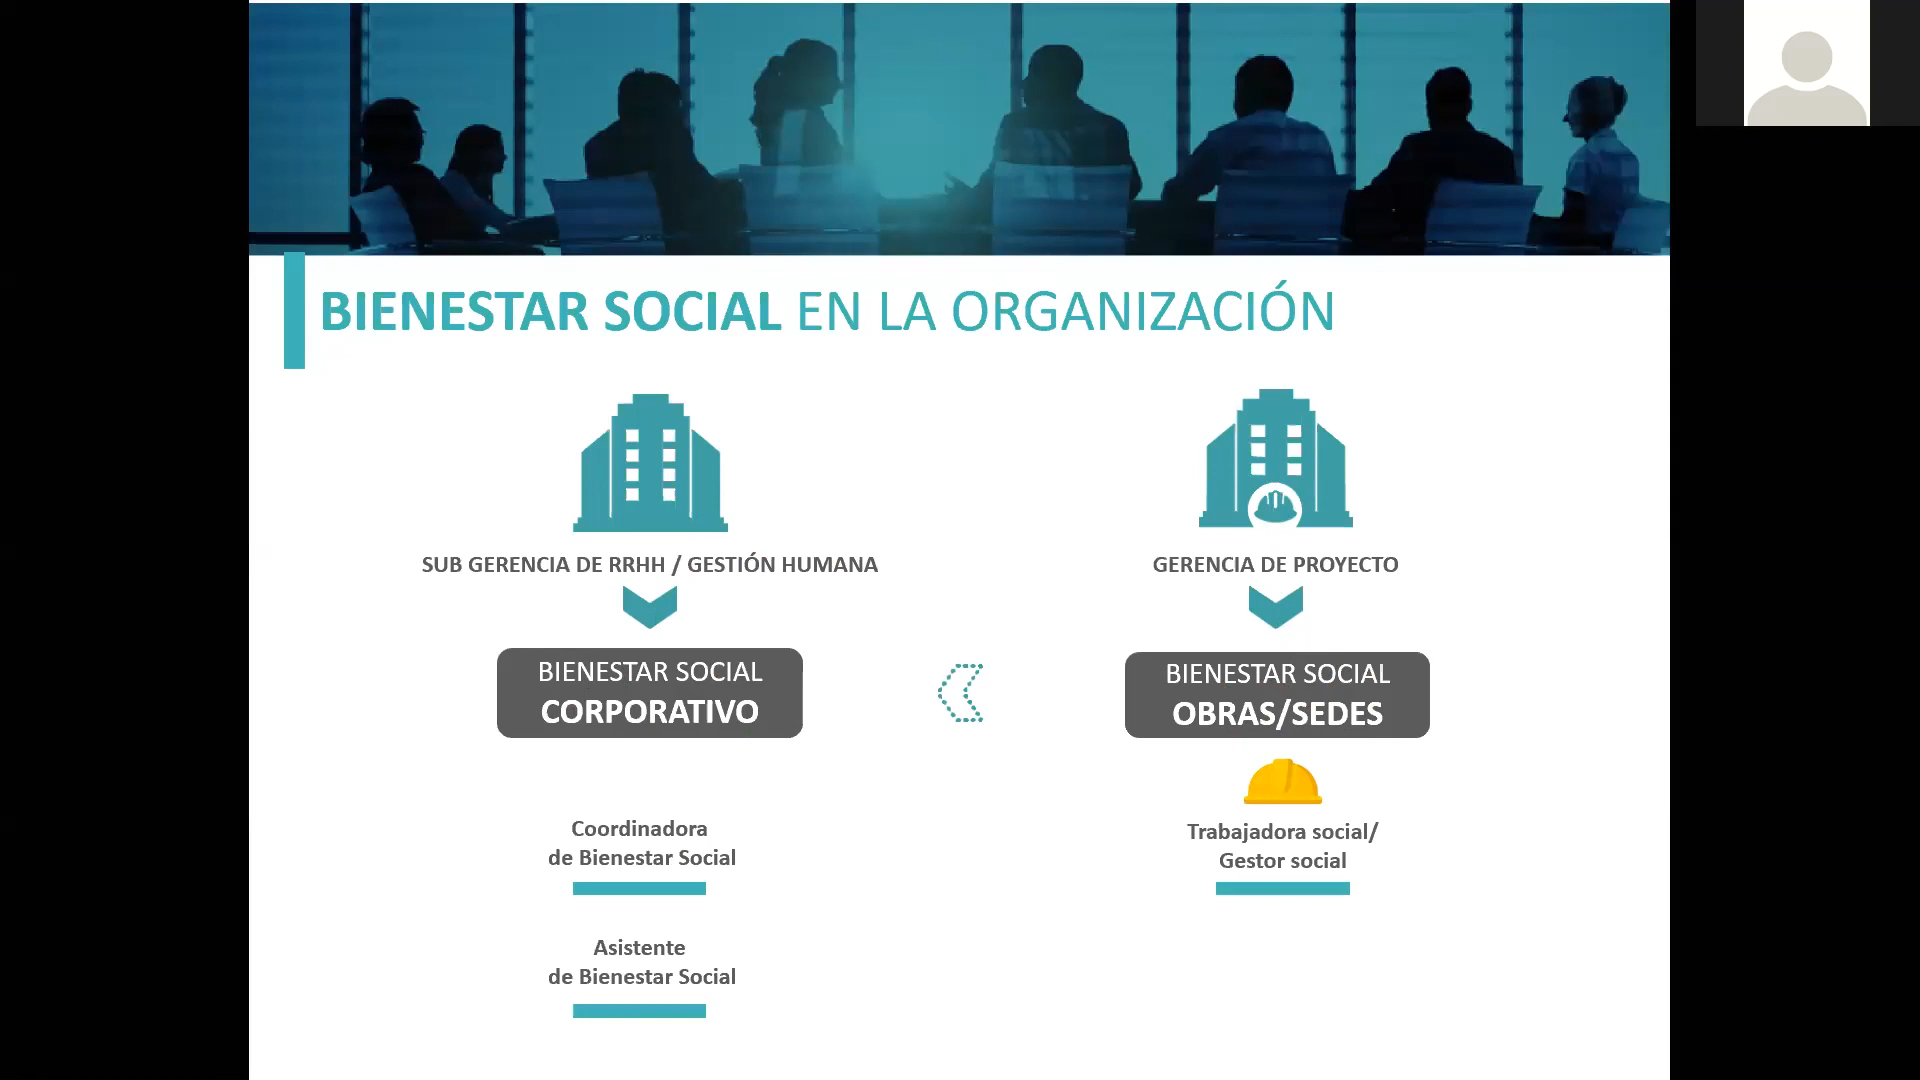 BIENESTAR SOCIAL EN LA ORGANIZACIÓN
SUB GERENCIA DE RRHH / GESTIÓN HUMANA
BIENESTAR SOCIAL
CORPORATIVO
Coordinadora
de Bienestar Social
Asistente
de Bienestar Social
GERENCIA DE PROYECTO
BIENESTAR SOCIAL
OBRAS/SEDES
Trabajadora social/
Gestor social